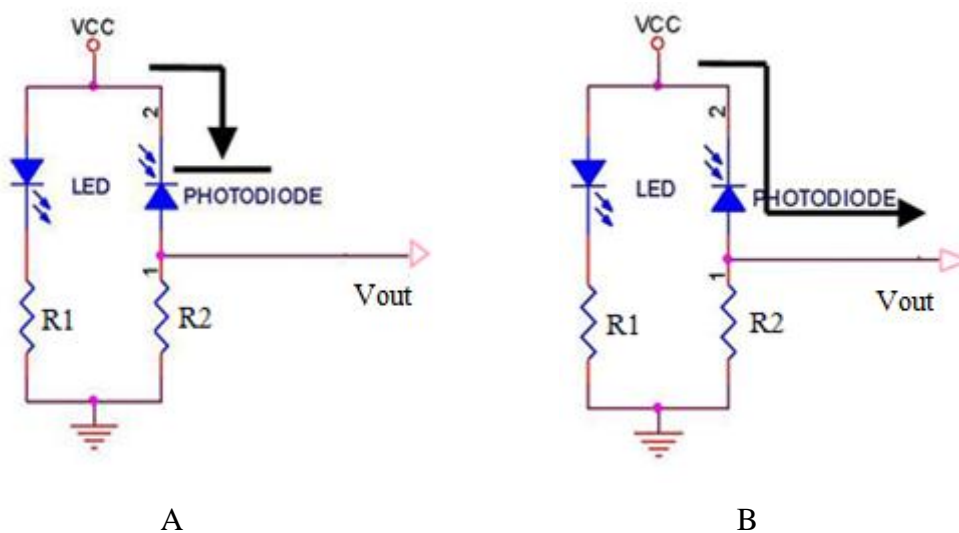 VCC
2
LED
PHOTODIODE
1
Vout
R1
R2
A
VCC
2
LED
PHOTODIODE
1
Vout
R1
R2
B